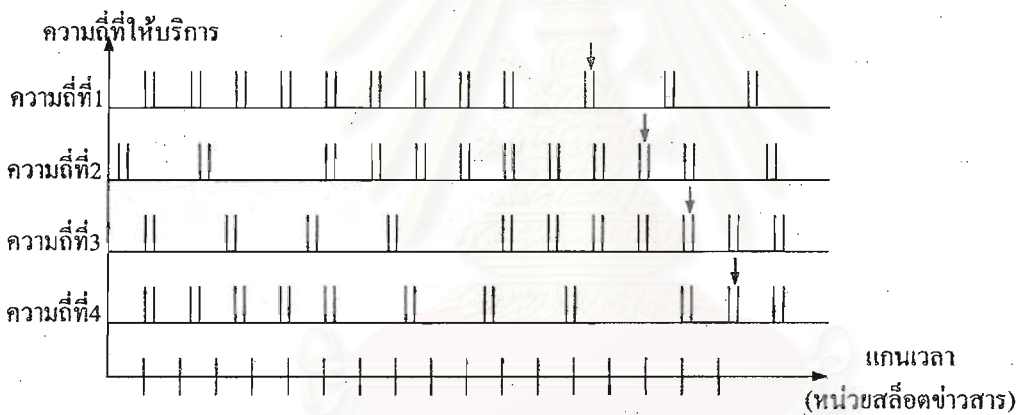 ความถี่ที่ให้บริการ
ความถี่ที่1
ความถี่ที่2
ความถี่ที่3
ความถี่ที่4
แกนเวลา
(หน่วยสล็อตข่าวสาร)